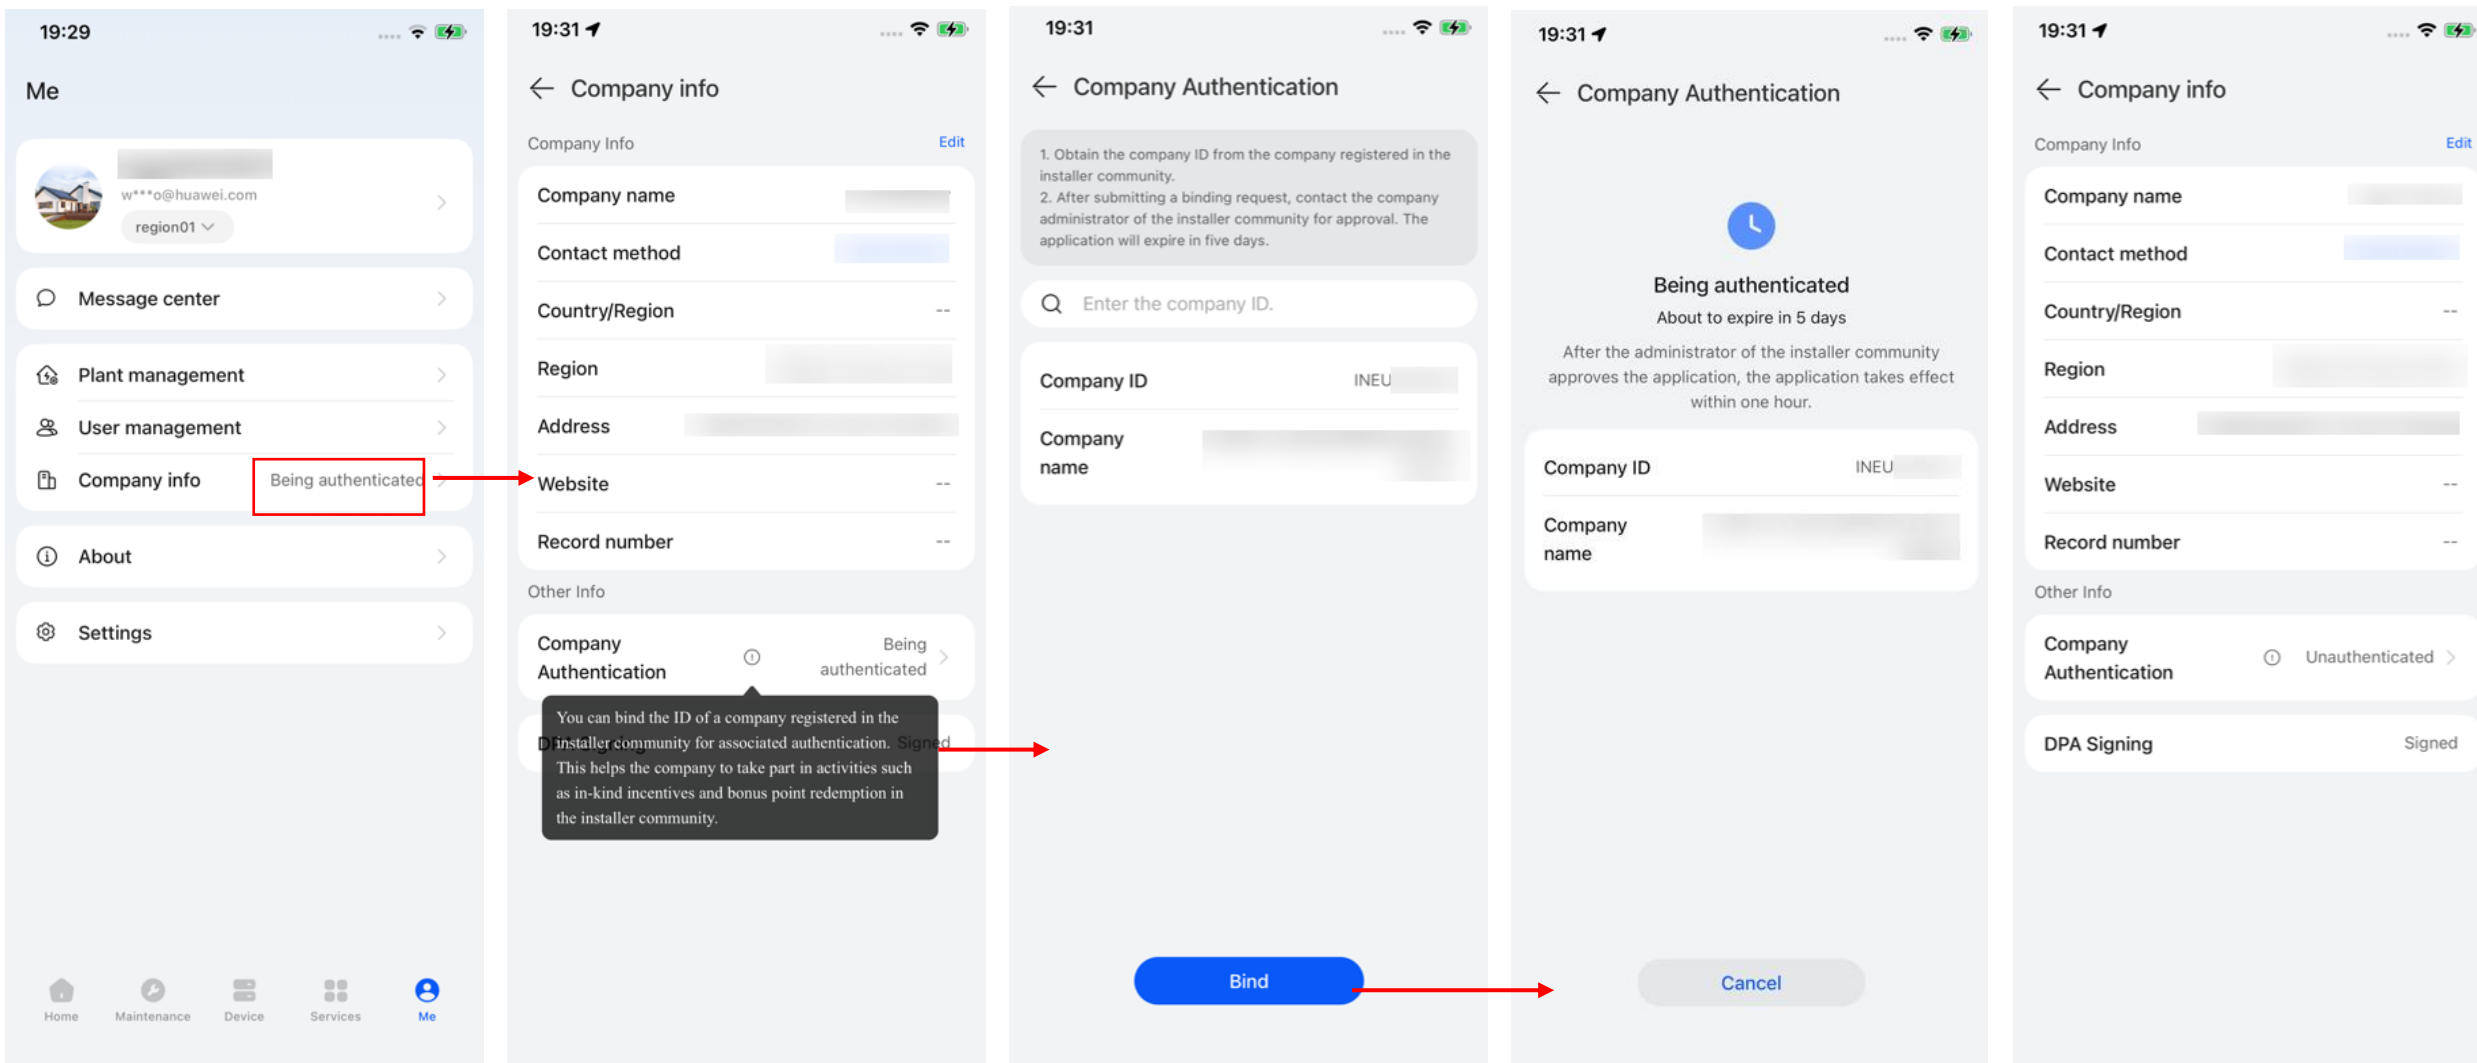 19:29
Me
w***o@huawei.com
region01
Message center
Plant management
User management
Company info
Being authenticated
About
Settings
Home
Maintenance
Device
Services
Me
19:31
Company info
Company Info
Edit
Company name
Contact method
Country/Region
--
Region
Address
Website
--
Record number
--
Other Info
Company
Authentication
Being
authenticated
You can bind the ID of a company registered in the
installer community for associated authentication.
This helps the company to take part in activities such
as in-kind incentives and bonus point redemption in
the installer community.
DPA Signing
Signed
19:31
Company Authentication
1. Obtain the company ID from the company registered in the
installer community.
2. After submitting a binding request, contact the company
administrator of the installer community for approval. The
application will expire in five days.
Enter the company ID.
Company ID
INEU
Company
name
Bind
19:31
Company Authentication
Being authenticated
About to expire in 5 days
After the administrator of the installer community
approves the application, the application takes effect
within one hour.
Company ID
INEU
Company
name
Cancel
19:31
Company info
Company Info
Edit
Company name
Contact method
Country/Region
--
Region
Address
Website
--
Record number
--
Other Info
Company
Authentication
Unauthenticated
DPA Signing
Signed